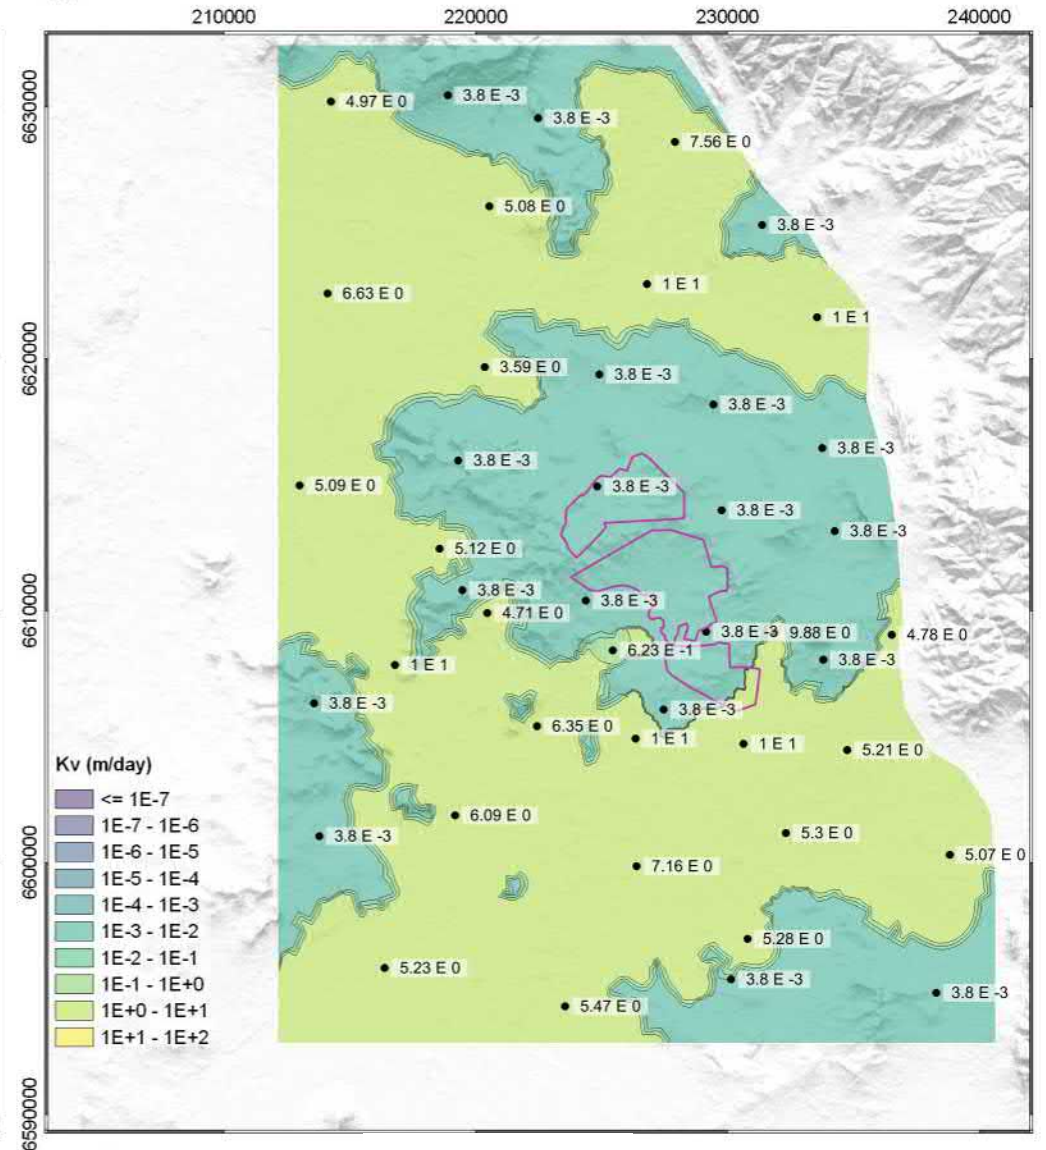 210000 220000 230000 240000
6630000
6620000
6610000
6600000
6590000
3.8 E -3
4.97 E 0
3.8 E -3
7.56 E 0
5.08 E 0
3.8 E -3
1 E 1
6.63 E 0
1 E 1
3.59 E 0
3.8 E -3
3.8 E -3
3.8 E -3
3.8 E -3
5.09 E 0
3.8 E -3
3.8 E -3
3.8 E -3
5.12 E 0
3.8 E -3
3.8 E -3
4.71 E 0
3.8 E -3
9.88 E 0
4.78 E 0
6.23 E -1
3.8 E -3
1 E 1
3.8 E -3
3.8 E -3
6.35 E 0
1 E 1
1 E 1
5.21 E 0
6.09 E 0
3.8 E -3
5.3 E 0
5.07 E 0
7.16 E 0
5.28 E 0
5.23 E 0
3.8 E -3
3.8 E -3
5.47 E 0
Kv (m/day)
<= 1E-7
1E-7 - 1E-6
1E-6 - 1E-5
1E-5 - 1E-4
1E-4 - 1E-3
1E-3 - 1E-2
1E-2 - 1E-1
1E-1 - 1E+0
1E+0 - 1E+1
1E+1 - 1E+2